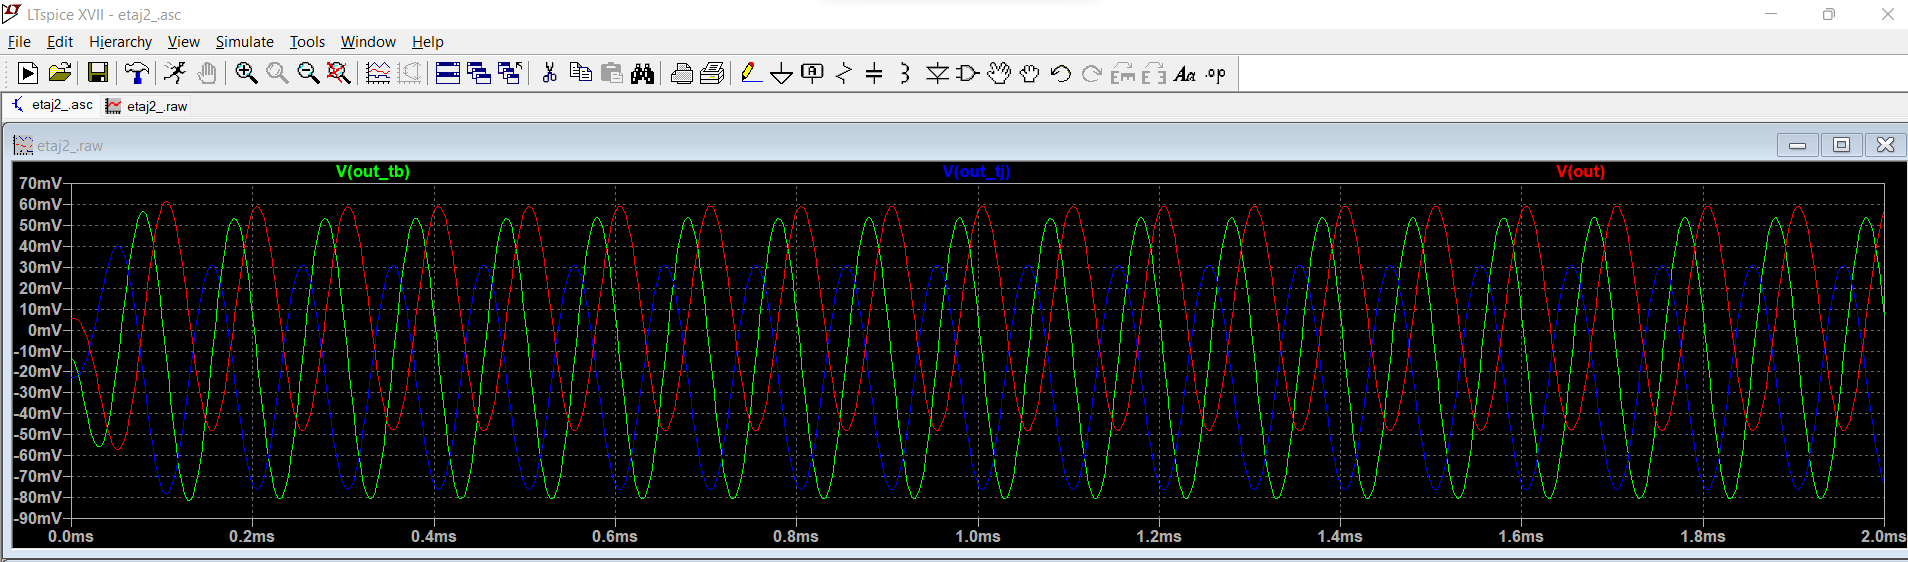 LTspice XVII - etaj2_.asc
File Edit Hierarchy View Simulate Tools Window Help
A Aa .op
etaj2_.asc etaj2_.raw
etaj2_.raw
V(out_tb) V(out_tj) V(out)
70mV
60mV
50mV
40mV
30mV
20mV
10mV
0mV
-10mV
-20mV
-30mV
-40mV
-50mV
-60mV
-70mV
-80mV
-90mV
0.0ms 0.2ms 0.4ms 0.6ms 0.8ms 1.0ms 1.2ms 1.4ms 1.6ms 1.8ms 2.0ms